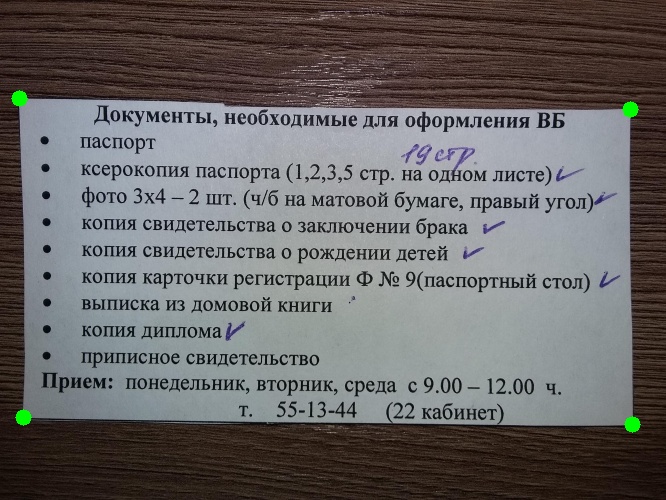 Документы, необходимые для оформления ВБ
• паспорт
19 стр.
• ксерокопия паспорта (1,2,3,5 стр. на одном листе)✓
• фото 3х4 – 2 шт. (ч/б на матовой бумаге, правый угол)✓
• копия свидетельства о заключении брака ✓
• копия свидетельства о рождении детей ✓
• копия карточки регистрации Ф № 9(паспортный стол) ✓
• выписка из домовой книги
• копия диплома✓
• приписное свидетельство
Прием: понедельник, вторник, среда с 9.00 – 12.00 ч.
т. 55-13-44 (22 кабинет)